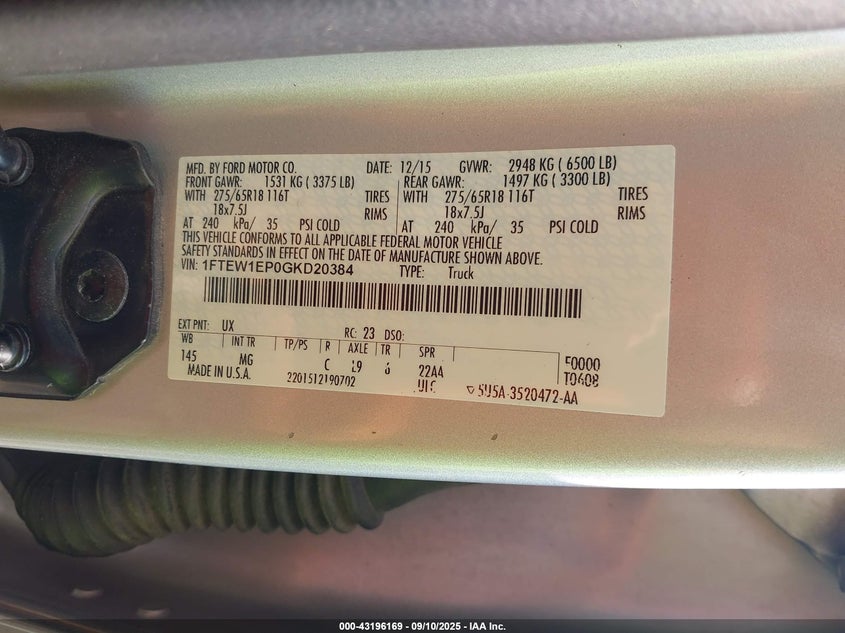 MFD. BY FORD MOTOR CO. DATE: 12/15 GVWR: 2948 KG ( 6500 LB)
FRONT GAWR: 1531 KG ( 3375 LB) REAR GAWR: 1497 KG ( 3300 LB)
WITH 275/65R18 116T TIRES WITH 275/65R18 116T TIRES
18x7.5J RIMS 18x7.5J RIMS
AT 240 kPa/ 35 PSI COLD AT 240 kPa/ 35 PSI COLD
THIS VEHICLE CONFORMS TO ALL APPLICABLE FEDERAL MOTOR VEHICLE
SAFETY STANDARDS IN EFFECT ON THE DATE OF MANUFACTURE SHOWN ABOVE.
VIN: 1FTEW1EP0GKD20384 TYPE: Truck
EXT PNT: UX RC: 23 DSO:
WB INT TR TP/PS R AXLE TR SPR
145 MG C L9 6 22AA F0000
MADE IN U.S.A. 2201512190702 T0608
5U5A-3520472-AA
000-43196169 - 09/10/2025 - IAA Inc.